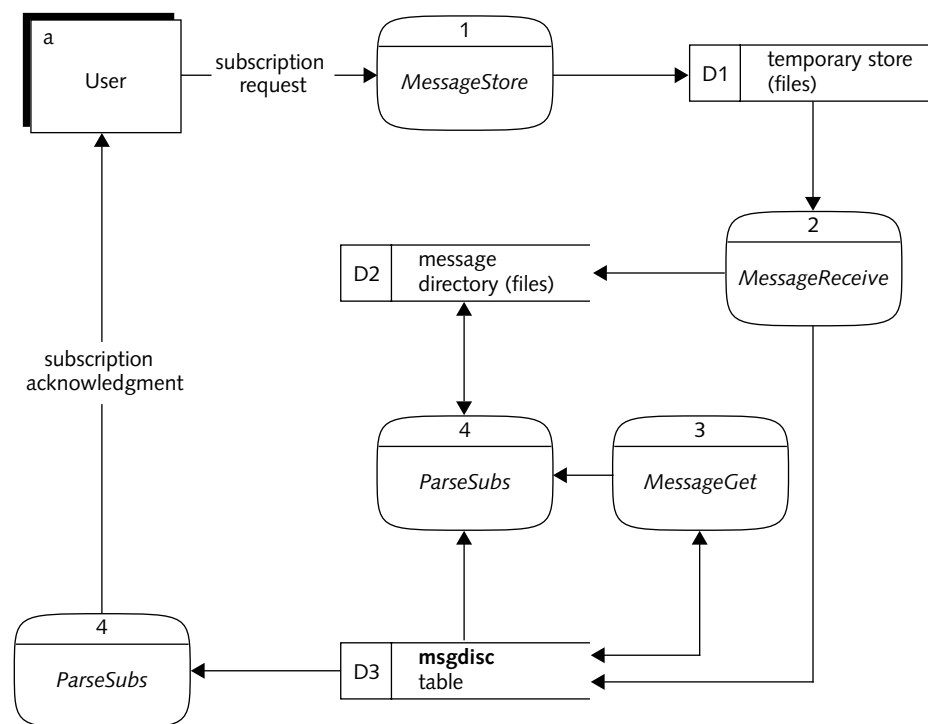 a
User
subscription
request
1
MessageStore
D1
temporary store
(files)
2
MessageReceive
D2
message
directory (files)
subscription
acknowledgment
4
ParseSubs
3
MessageGet
4
ParseSubs
D3
msgdisc
table